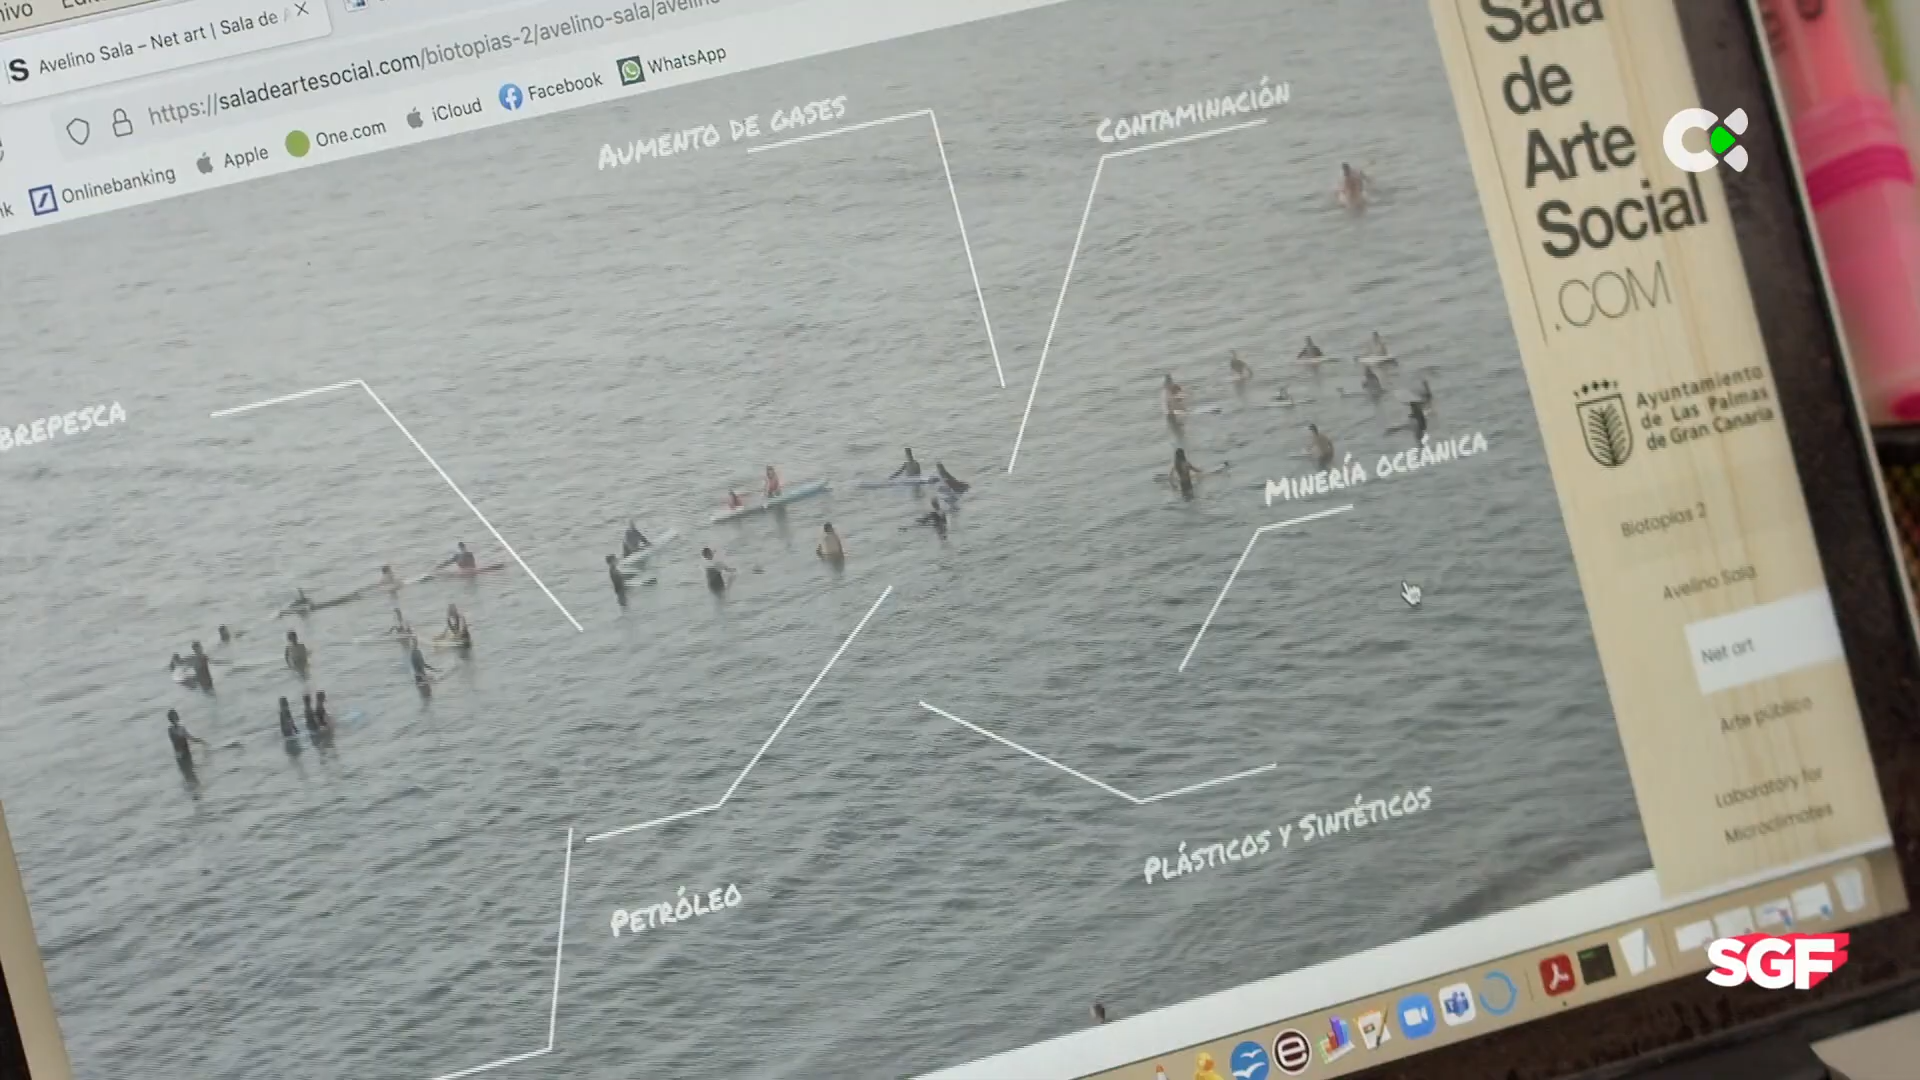 Avelino Sala – Net art | Sala de
https://saladeartesocial.com/biotopias-2/avelino-sala/
Onlinebanking
Apple
One.com
iCloud
Facebook
WhatsApp
AUMENTO DE GASES
CONTAMINACIÓN
BREPESCA
MINERÍA OCEÁNICA
PETRÓLEO
PLÁSTICOS Y SINTÉTICOS
Sala
de
Arte
Social
.COM
Ayuntamiento
de Las Palmas
de Gran Canaria
Biotopias 2
Avelino Sala
Net art
Arte público
Laboratory for
Microclimates
SGF